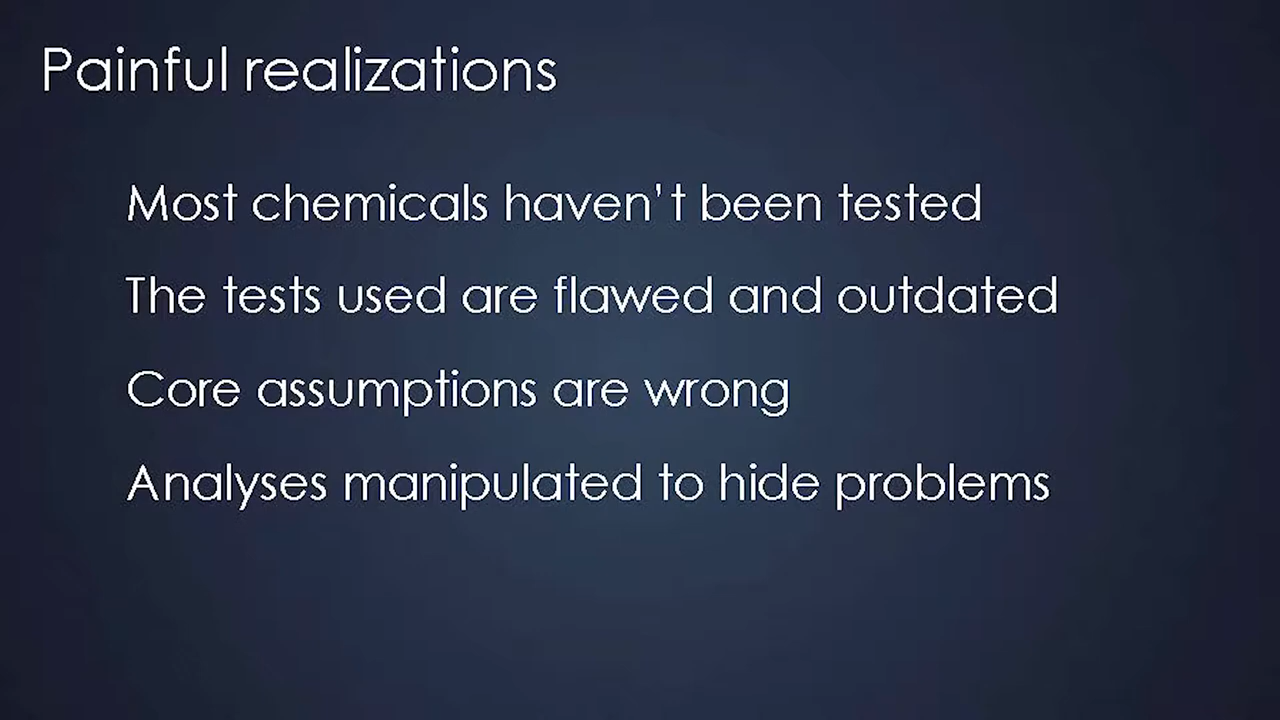 Painful realizations
Most chemicals haven't been tested
The tests used are flawed and outdated
Core assumptions are wrong
Analyses manipulated to hide problems